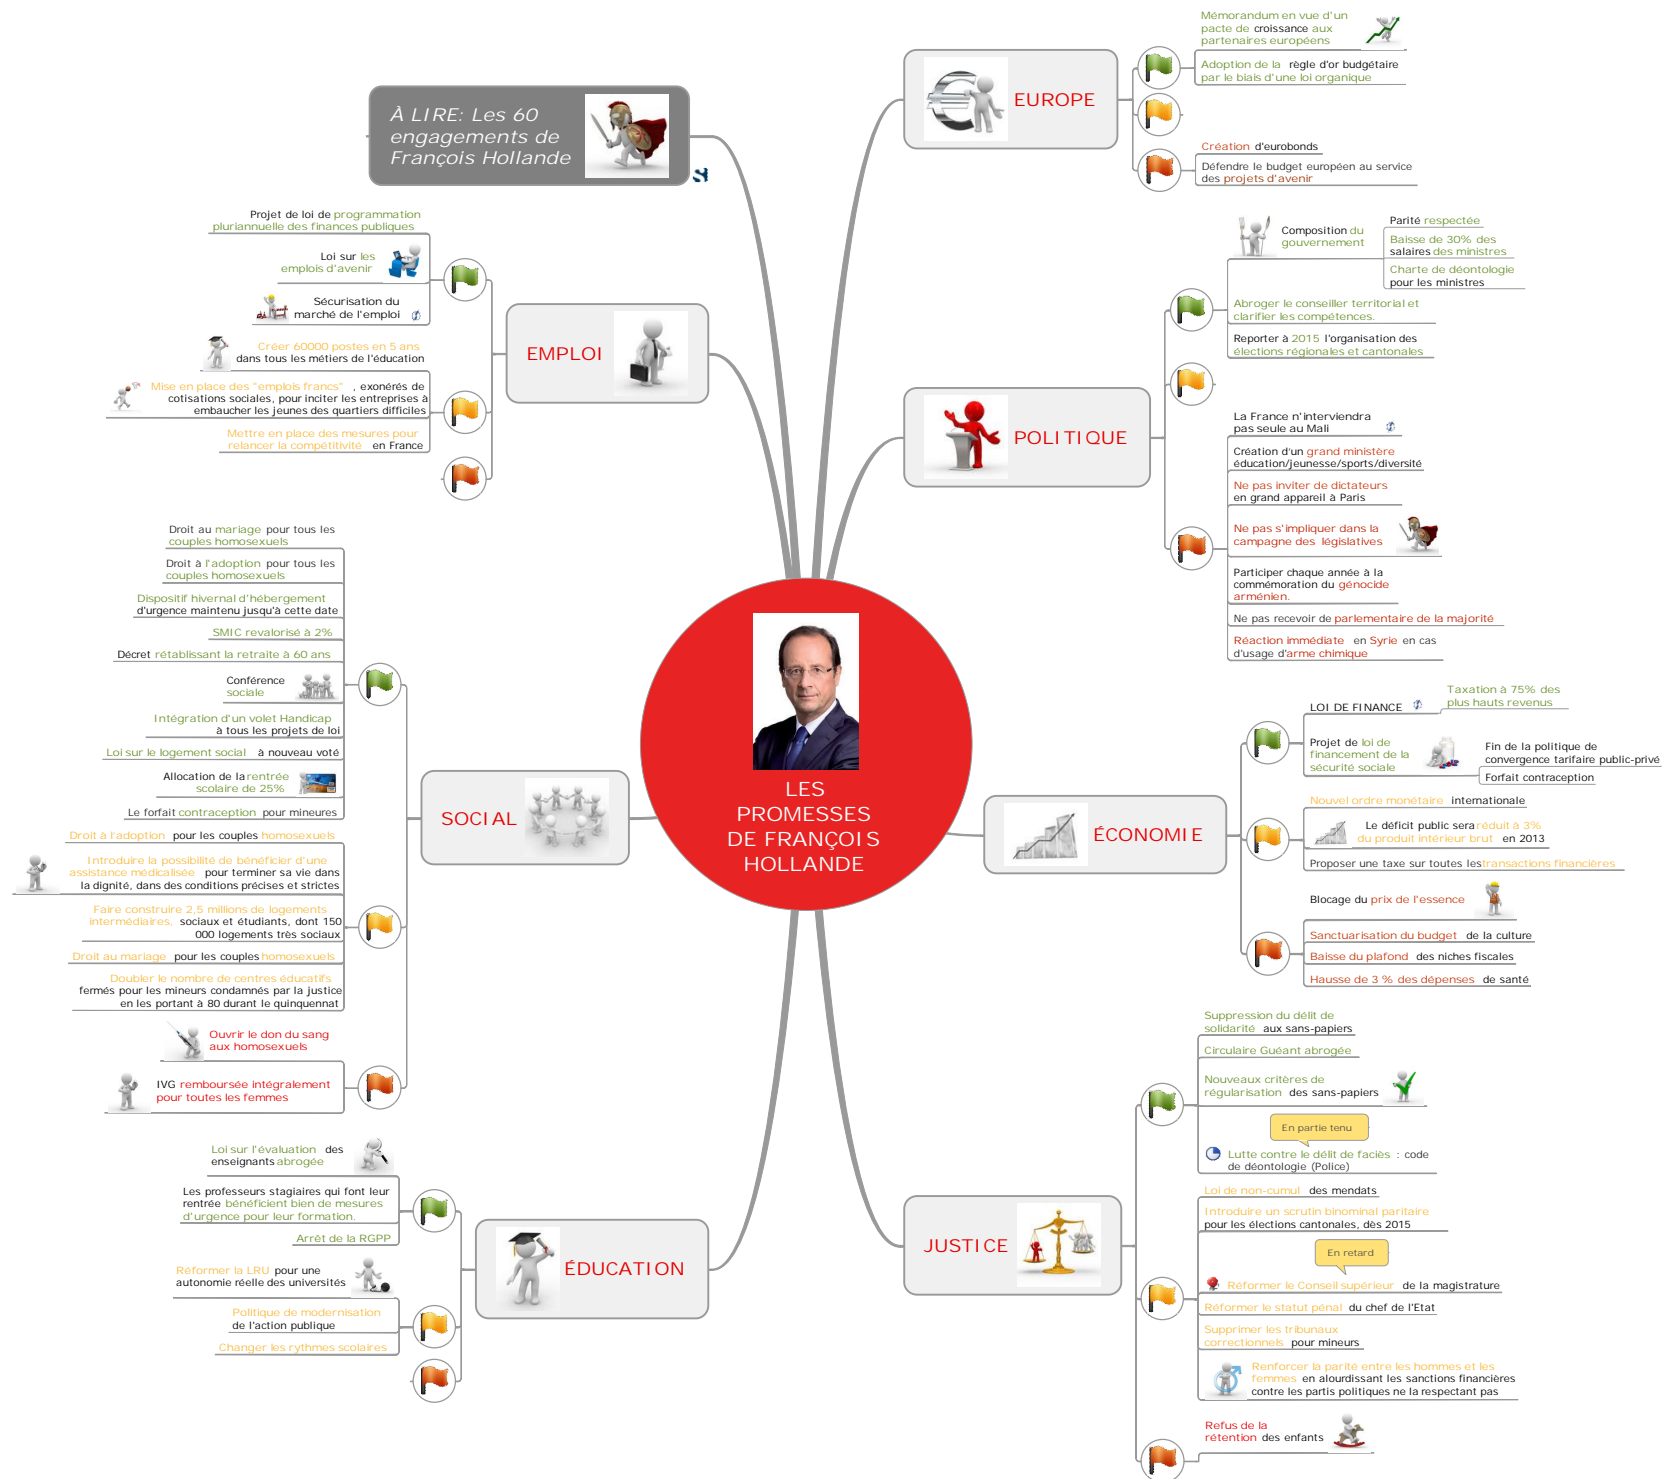 LES
PROMESSES
DE FRANÇOIS
HOLLANDE
À LIRE: Les 60
engagements de
François Hollande
EUROPE
Mémorandum en vue d'un
pacte de croissance aux
partenaires européens
Adoption de la règle d'or budgétaire
par le biais d'une loi organique
Création d'eurobonds
Défendre le budget européen au service
des projets d'avenir
POLITIQUE
Composition du
gouvernement
Parité respectée
Baisse de 30% des
salaires des ministres
Charte de déontologie
pour les ministres
Abroger le conseiller territorial et
clarifier les compétences.
Reporter à 2015 l'organisation des
élections régionales et cantonales
La France n'interviendra
pas seule au Mali
Création d'un grand ministère
éducation/jeunesse/sports/diversité
Ne pas inviter de dictateurs
en grand appareil à Paris
Ne pas s'impliquer dans la
campagne des législatives
Participer chaque année à la
commémoration du génocide
arménien.
Ne pas recevoir de parlementaire de la majorité
Réaction immédiate en Syrie en cas
d'usage d'arme chimique
ÉCONOMIE
LOI DE FINANCE
Taxation à 75% des
plus hauts revenus
Projet de loi de
financement de la
sécurité sociale
Fin de la politique de
convergence tarifaire public-privé
Forfait contraception
Nouvel ordre monétaire internationale
Le déficit public sera réduit à 3%
du produit intérieur brut en 2013
Proposer une taxe sur toutes les transactions financières
Blocage du prix de l'essence
Sanctuarisation du budget de la culture
Baisse du plafond des niches fiscales
Hausse de 3 % des dépenses de santé
JUSTICE
Suppression du délit de
solidarité aux sans-papiers
Circulaire Guéant abrogée
Nouveaux critères de
régularisation des sans-papiers
En partie tenu
Lutte contre le délit de faciès : code
de déontologie (Police)
Loi de non-cumul des mendats
Introduire un scrutin binominal paritaire
pour les élections cantonales, dès 2015
En retard
Réformer le Conseil supérieur de la magistrature
Réformer le statut pénal du chef de l'Etat
Supprimer les tribunaux
correctionnels pour mineurs
Renforcer la parité entre les hommes et les
femmes en alourdissant les sanctions financières
contre les partis politiques ne la respectant pas
Refus de la
rétention des enfants
EMPLOI
Projet de loi de programmation
pluriannuelle des finances publiques
Loi sur les
emplois d'avenir
Sécurisation du
marché de l'emploi
Créer 60000 postes en 5 ans
dans tous les métiers de l'éducation
Mise en place des "emplois francs" , exonérés de
cotisations sociales, pour inciter les entreprises à
embaucher les jeunes des quartiers difficiles
Mettre en place des mesures pour
relancer la compétitivité en France
SOCIAL
Droit au mariage pour tous les
couples homosexuels
Droit à l'adoption pour tous les
couples homosexuels
Dispositif hivernal d'hébergement
d'urgence maintenu jusqu'à cette date
SMIC revalorisé à 2%
Décret rétablissant la retraite à 60 ans
Conférence
sociale
Intégration d'un volet Handicap
à tous les projets de loi
Loi sur le logement social à nouveau voté
Allocation de la rentrée
scolaire de 25%
Le forfait contraception pour mineures
Droit à l'adoption pour les couples homosexuels
Introduire la possibilité de bénéficier d'une
assistance médicalisée pour terminer sa vie dans
la dignité, dans des conditions précises et strictes
Faire construire 2,5 millions de logements
intermédiaires, sociaux et étudiants, dont 150
000 logements très sociaux
Droit au mariage pour les couples homosexuels
Doubler le nombre de centres éducatifs
fermés pour les mineurs condamnés par la justice
en les portant à 80 durant le quinquennat
Ouvrir le don du sang
aux homosexuels
IVG remboursée intégralement
pour toutes les femmes
ÉDUCATION
Loi sur l'évaluation des
enseignants abrogée
Les professeurs stagiaires qui font leur
rentrée bénéficient bien de mesures
d'urgence pour leur formation.
Arrêt de la RGPP
Réformer la LRU pour une
autonomie réelle des universités
Politique de modernisation
de l'action publique
Changer les rythmes scolaires